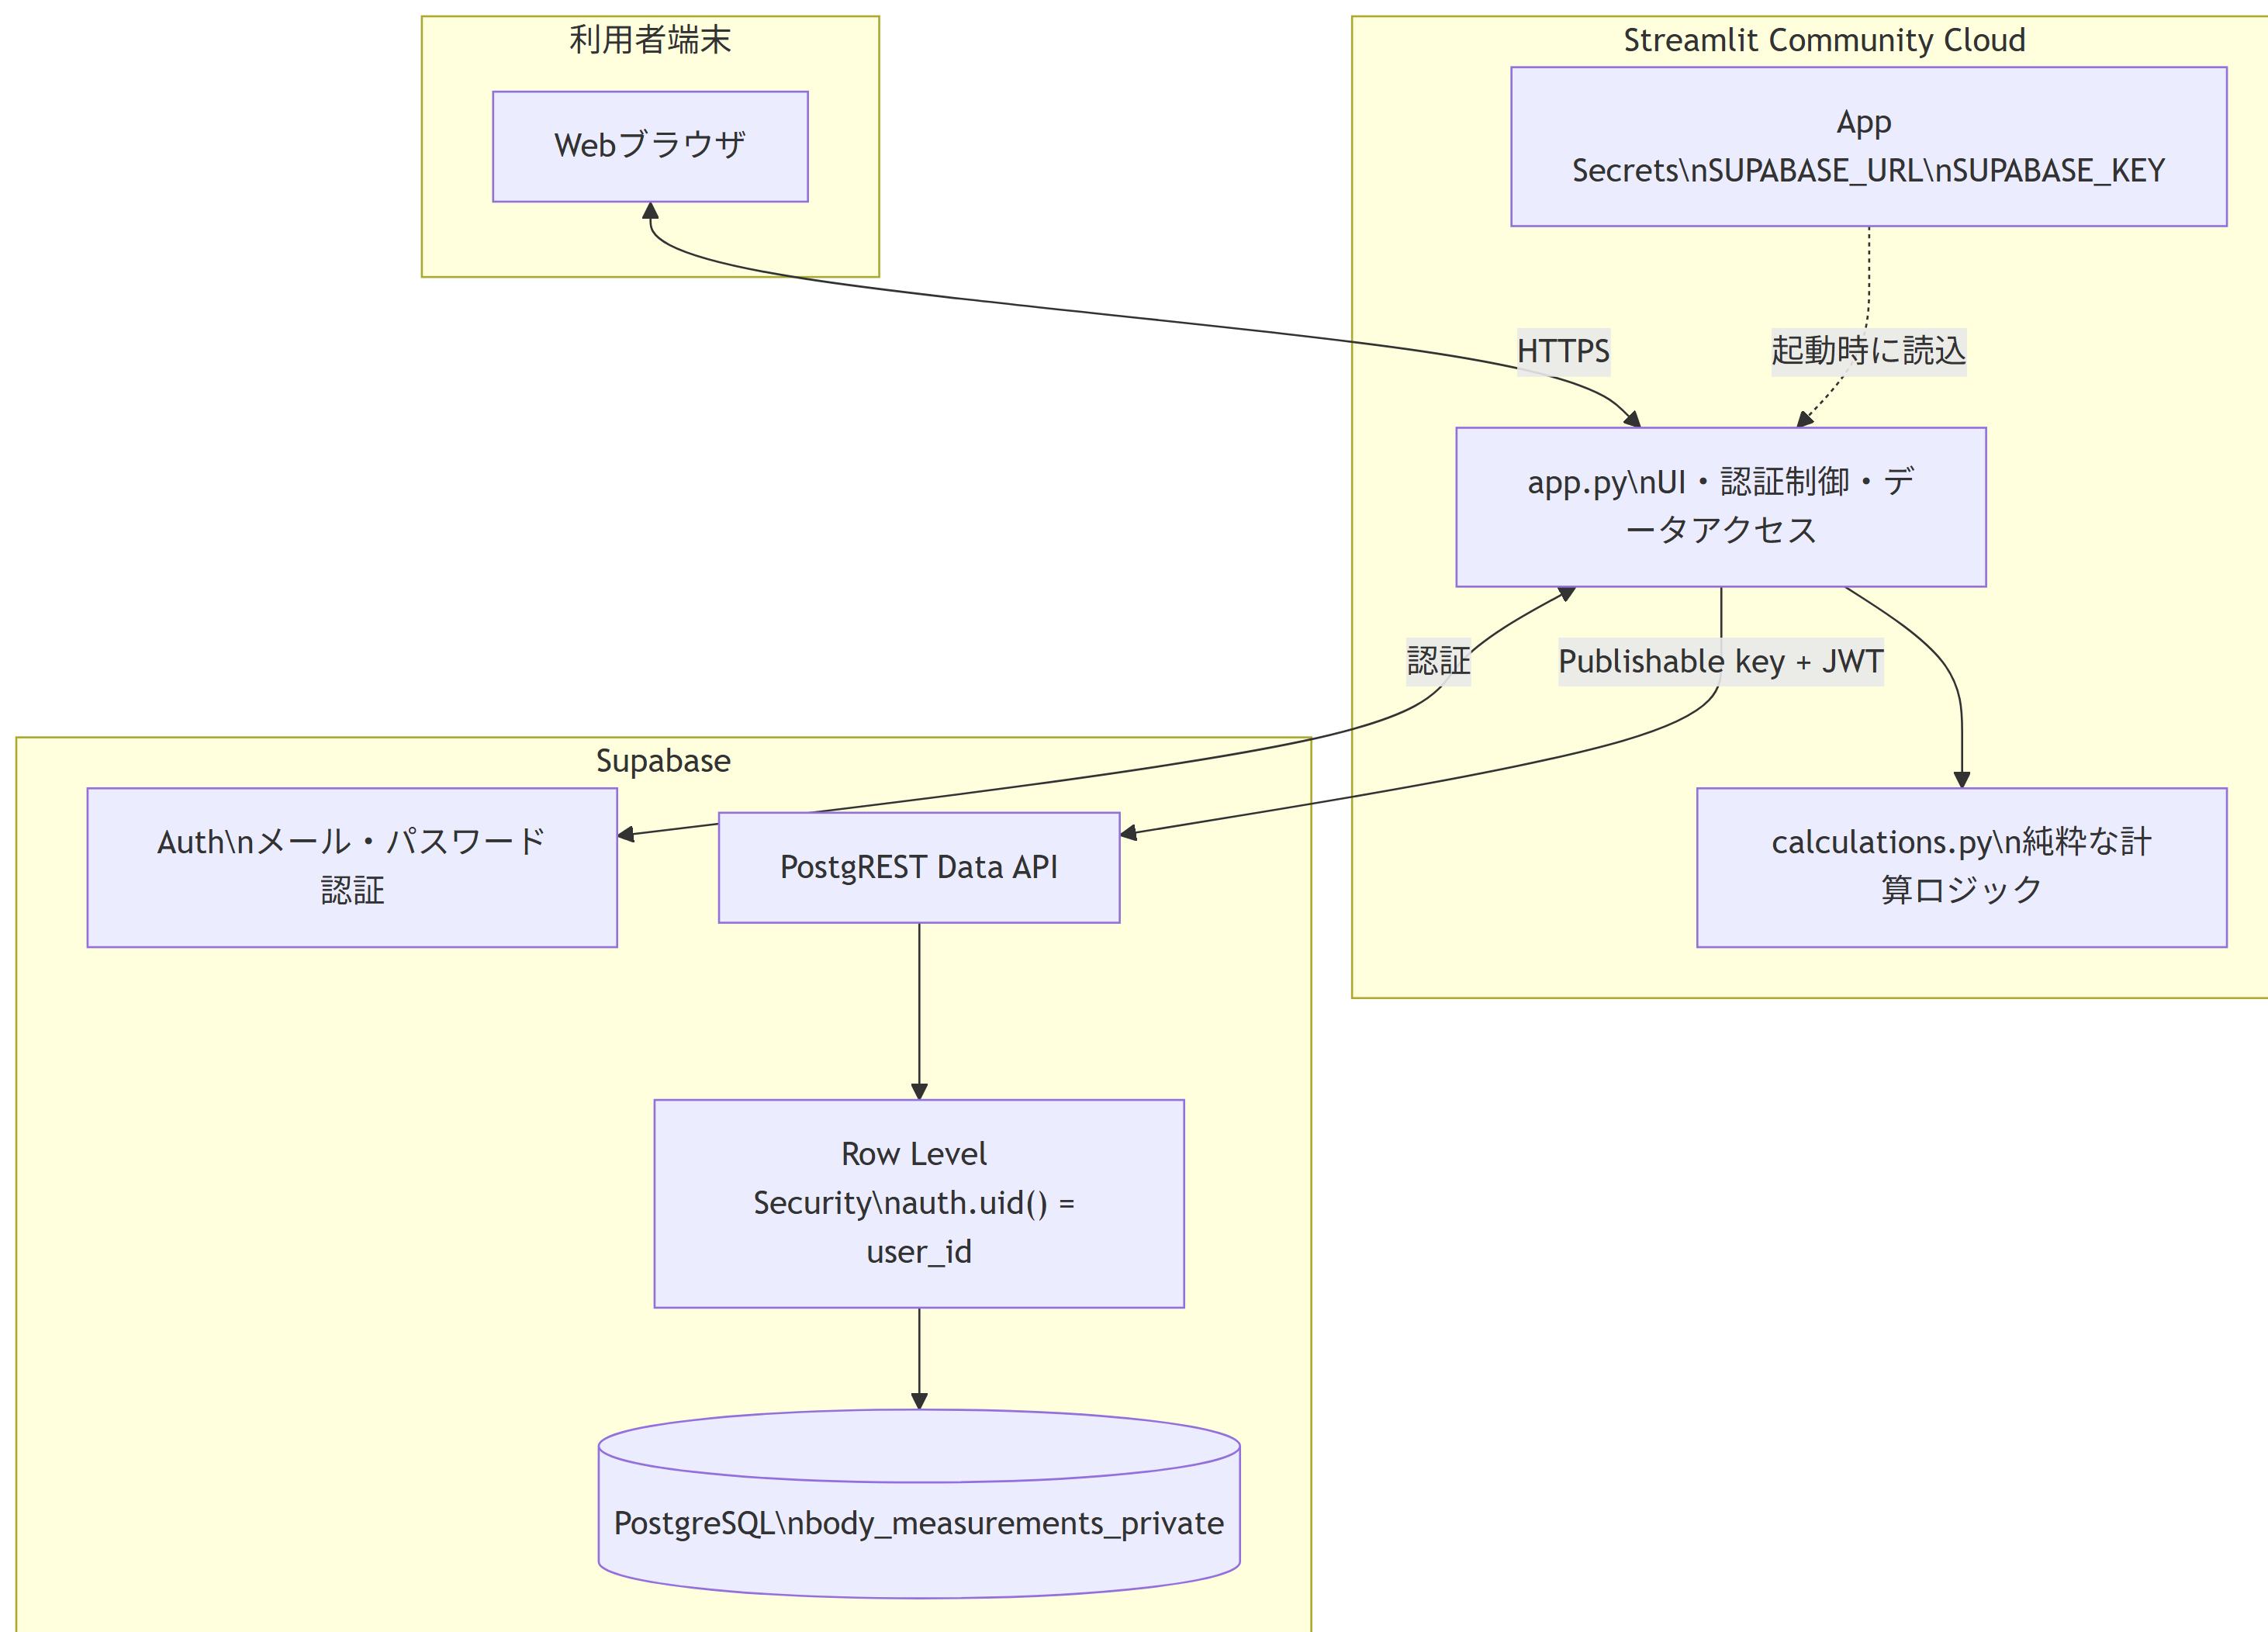 利用者端末
Webブラウザ
Streamlit Community Cloud
App
Secrets\nSUPABASE_URL\nSUPABASE_KEY
HTTPS
起動時に読込
app.py\nUI・認証制御・デ
ータアクセス
認証
Publishable key + JWT
calculations.py\n純粋な計
算ロジック
Supabase
Auth\nメール・パスワード
認証
PostgREST Data API
Row Level
Security\nauth.uid() =
user_id
PostgreSQL\nbody_measurements_private